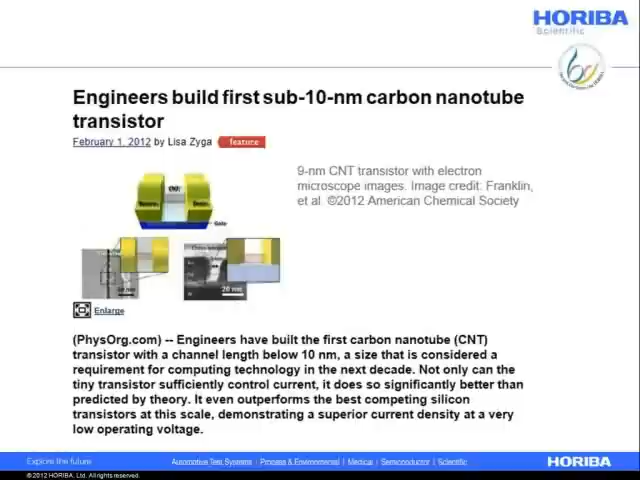 HORIBA
Scientific
Engineers build first sub-10-nm carbon nanotube
transistor
February 1, 2012 by Lisa Zyga feature
9-nm CNT transistor with electron
microscope images. Image credit: Franklin,
et al. ©2012 American Chemical Society
CNT
Source
Drain
Gate
20 nm
Enlarge
(PhysOrg.com) -- Engineers have built the first carbon nanotube (CNT)
transistor with a channel length below 10 nm, a size that is considered a
requirement for computing technology in the next decade. Not only can the
tiny transistor sufficiently control current, it does so significantly better than
predicted by theory. It even outperforms the best competing silicon
transistors at this scale, demonstrating a superior current density at a very
low operating voltage.
Explore the future
Automotive Test Systems | Process & Environmental | Medical | Semiconductor | Scientific
HORIBA
© 2012 HORIBA, Ltd. All rights reserved.